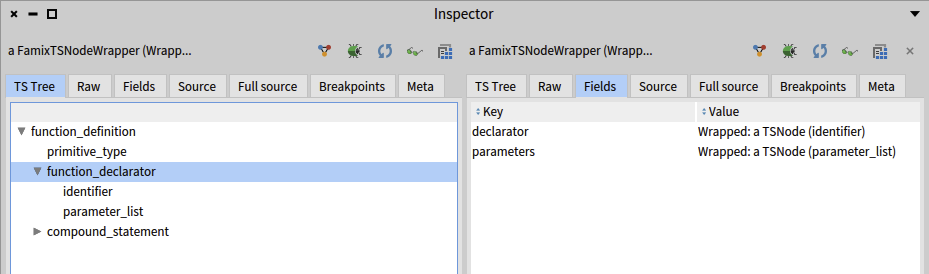 Inspector
a FamixTSNodeWrapper (Wrapp...
TS Tree Raw Fields Source Full source Breakpoints Meta
function_definition
primitive_type
function_declarator
identifier
parameter_list
compound_statement
a FamixTSNodeWrapper (Wrapp...
TS Tree Raw Fields Source Full source Breakpoints Meta
Key Value
declarator Wrapped: a TSNode (identifier)
parameters Wrapped: a TSNode (parameter_list)